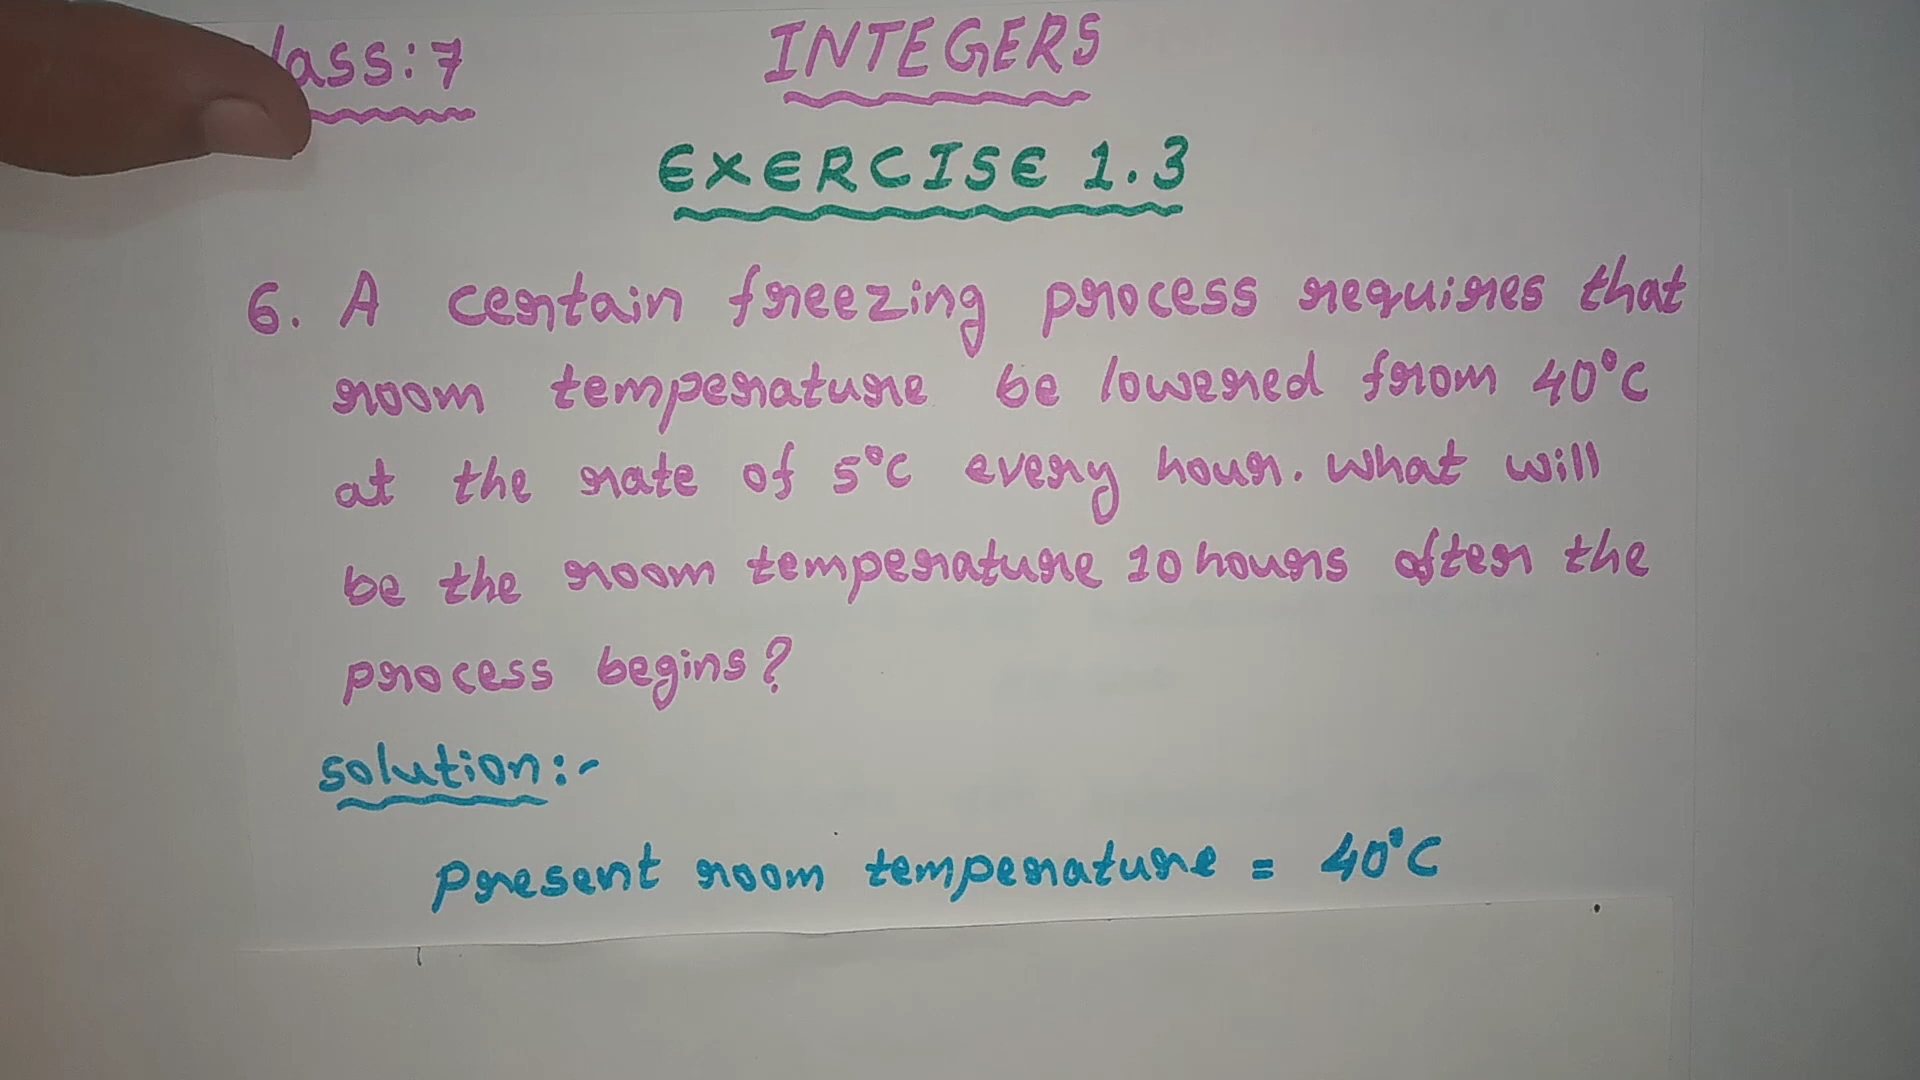 lass:7
INTEGERS
EXERCISE 1.3
6. A certain freezing process requires that
room temperature be lowered from 40°C
at the rate of 5°C every hour. What will
be the room temperature 10 hours after the
process begins?
solution:-
present room temperature = 40°C